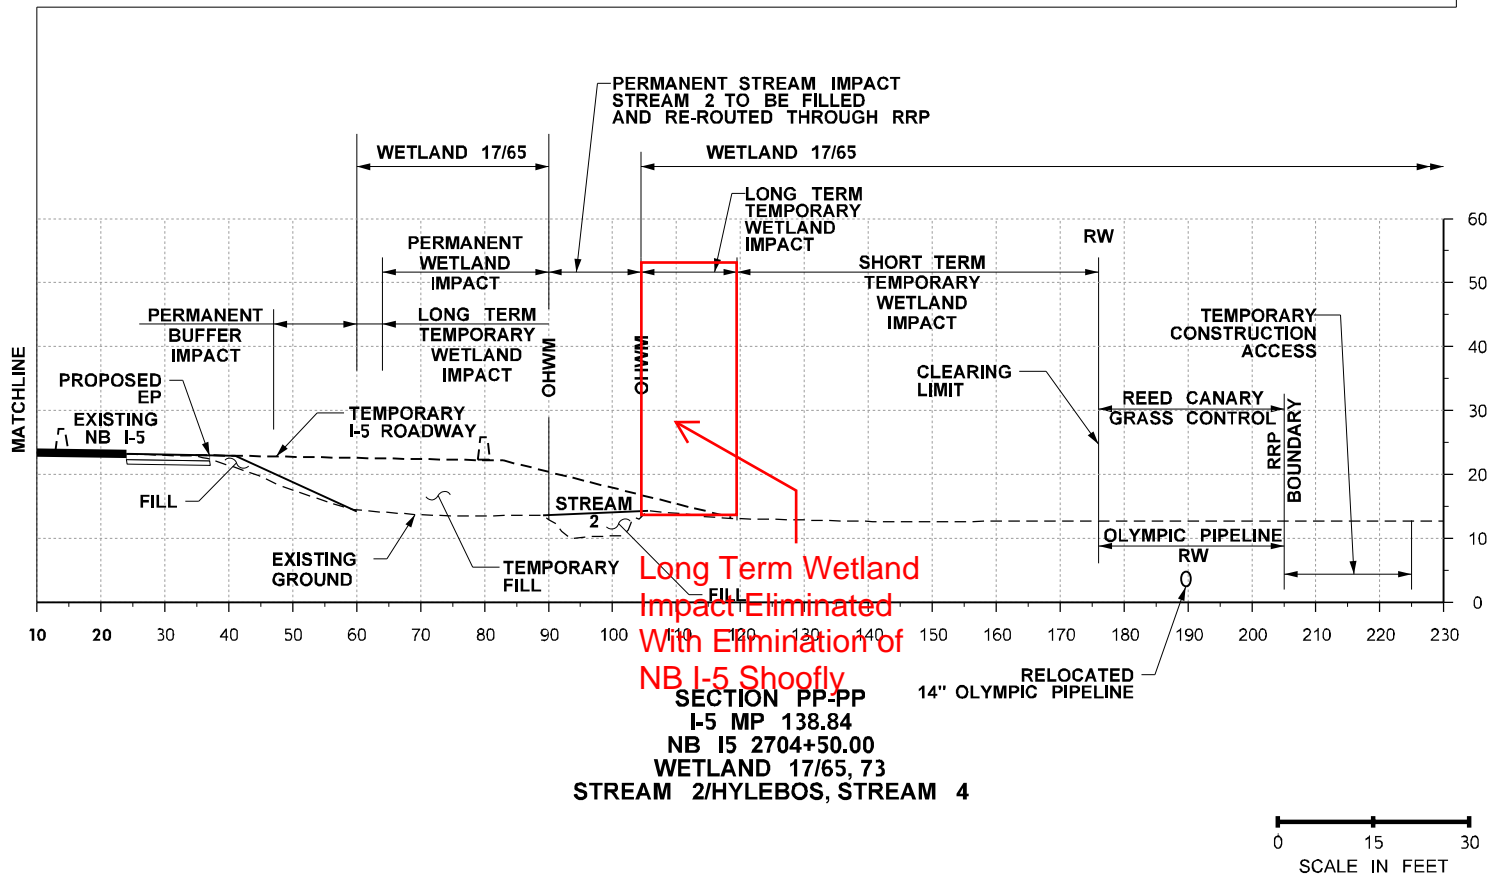 PERMANENT STREAM IMPACT
STREAM 2 TO BE FILLED
AND RE-ROUTED THROUGH RRP
WETLAND 17/65
WETLAND 17/65
LONG TERM
TEMPORARY
WETLAND
IMPACT
PERMANENT
WETLAND
IMPACT
RW
SHORT TERM
TEMPORARY
WETLAND
IMPACT
PERMANENT
BUFFER
IMPACT
LONG TERM
TEMPORARY
WETLAND
IMPACT
OHWM
OHWM
TEMPORARY
CONSTRUCTION
ACCESS
MATCHLINE
PROPOSED
EP
EXISTING
NB I-5
TEMPORARY
I-5 ROADWAY
CLEARING
LIMIT
REED CANARY
GRASS CONTROL
RRP
BOUNDARY
FILL
STREAM
2
EXISTING
GROUND
TEMPORARY
FILL
FILL
OLYMPIC PIPELINE
RW
Long Term Wetland
Impact Eliminated
With Elimination of
NB I-5 Shoofly
60
50
40
30
20
10
0
10 20 30 40 50 60 70 80 90 100 110 120 130 140 150 160 170 180 190 200 210 220 230
RELOCATED
14" OLYMPIC PIPELINE
SECTION PP-PP
I-5 MP 138.84
NB I5 2704+50.00
WETLAND 17/65, 73
STREAM 2/HYLEBOS, STREAM 4
0 15 30
SCALE IN FEET